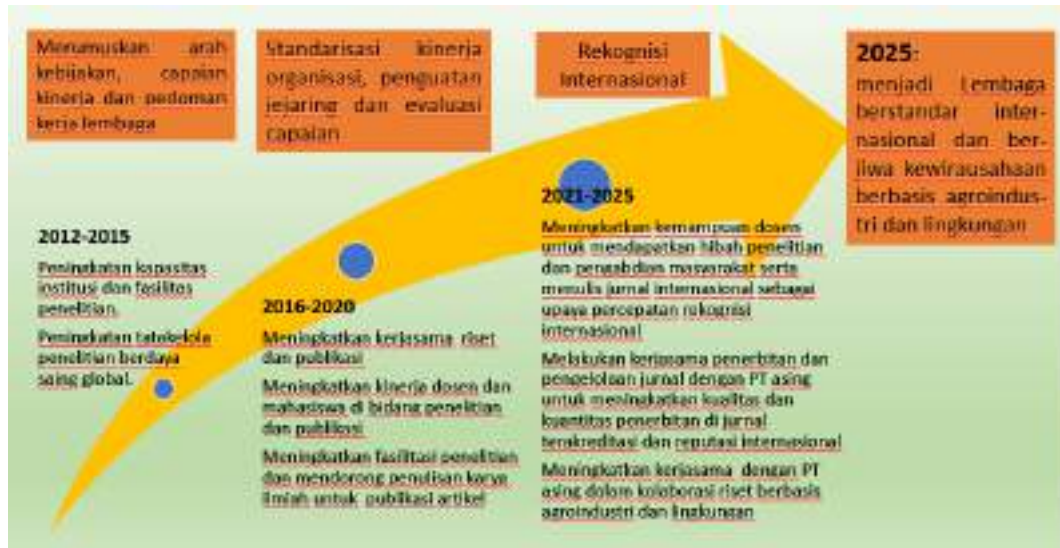 Merumuskan arah
kebijakan, capaian
kinerja dan pedoman
kerja lembaga
Standarisasi kinerja
organisasi, penguatan
jejaring dan evaluasi
capaian
Rekognisi
Internasional
2025:
menjadi Lembaga
berstandar inter-
nasional dan ber-
jiwa kewirausahaan
berbasis agroindus-
tri dan lingkungan
2012-2015
Peningkatan kapasitas
institusi dan fasilitas
penelitian.
Peningkatan tatakelola
penelitian berdaya
saing global.
2016-2020
Meningkatkan kerjasama riset
dan publikasi
Meningkatkan kinerja dosen dan
mahasiswa di bidang penelitian
dan publikasi
Meningkatkan fasilitasi penelitian
dan mendorong penulisan karya
ilmiah untuk publikasi artikel
2021-2025
Meningkatkan kemampuan dosen
untuk mendapatkan hibah penelitian
dan pengabdian masyarakat serta
menulis jurnal internasional sebagai
upaya percepatan rekognisi
internasional
Melakukan kerjasama penerbitan dan
pengelolaan jurnal dengan PT asing
untuk meningkatkan kualitas dan
kuantitas penerbitan di jurnal
terakreditasi dan reputasi internasional
Meningkatkan kerjasama dengan PT
asing dalam kolaborasi riset berbasis
agroindustri dan lingkungan